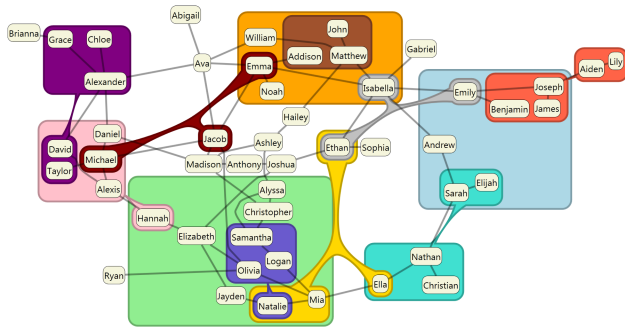 Abigail
Brianna
Grace
Chloe
William
John
Gabriel
Matthew
Addison
Ava
Emma
Lily
Aiden
Alexander
Noah
Isabella
Emily
Joseph
Benjamin
James
Hailey
Daniel
Jacob
Ashley
David
Michael
Ethan
Sophia
Andrew
Taylor
Madison
Anthony
Joshua
Alexis
Alyssa
Sarah
Elijah
Hannah
Christopher
Elizabeth
Samantha
Nathan
Logan
Ryan
Olivia
Ella
Christian
Jayden
Natalie
Mia